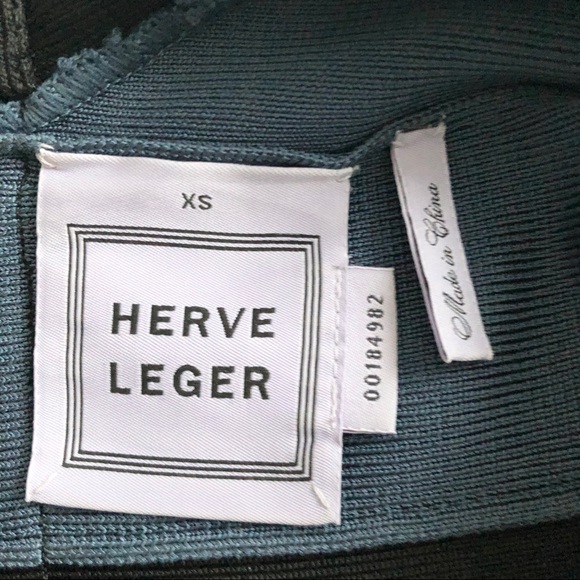 XS
HERVE
LEGER
00184982
Made in China